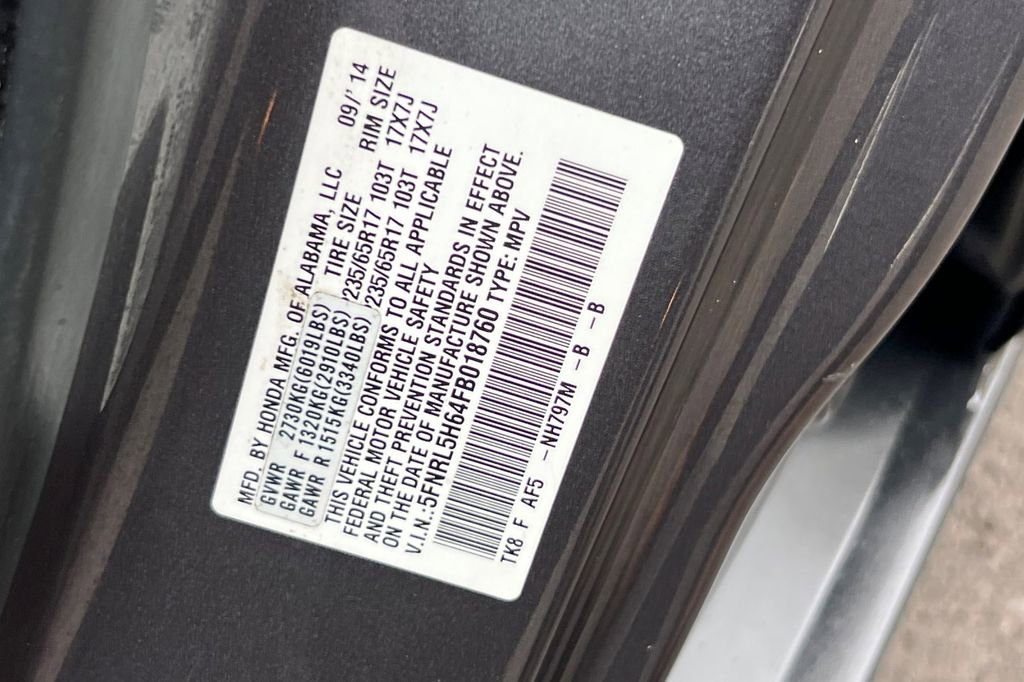 MFD. BY HONDA MFG. OF ALABAMA, LLC 09/' 14
GVWR 2730KG(6019LBS) TIRE SIZE RIM SIZE
GAWR F 1320KG(2910LBS) 235/65R17 103T 17X7J
GAWR R 1515KG(3340LBS) 235/65R17 103T 17X7J
THIS VEHICLE CONFORMS TO ALL APPLICABLE
FEDERAL MOTOR VEHICLE SAFETY
AND THEFT PREVENTION STANDARDS IN EFFECT
ON THE DATE OF MANUFACTURE SHOWN ABOVE.
V.I.N.:5FNRL5H64FB018760 TYPE: MPV
TK8 F AF5 -NH797M -B -B